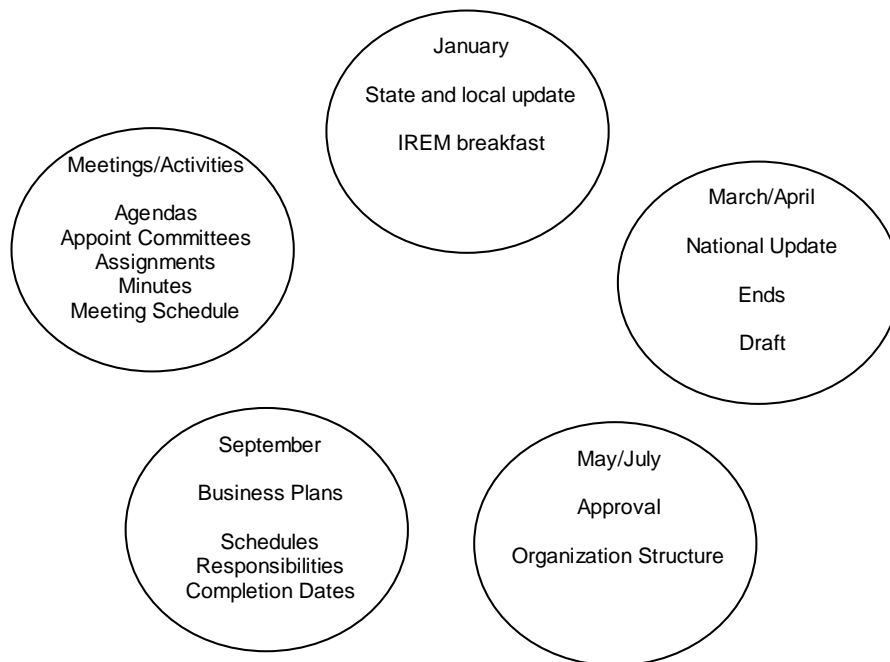 January
State and local update
IREM breakfast
March/April
National Update
Ends
Draft
May/July
Approval
Organization Structure
September
Business Plans
Schedules
Responsibilities
Completion Dates
Meetings/Activities
Agendas
Appoint Committees
Assignments
Minutes
Meeting Schedule